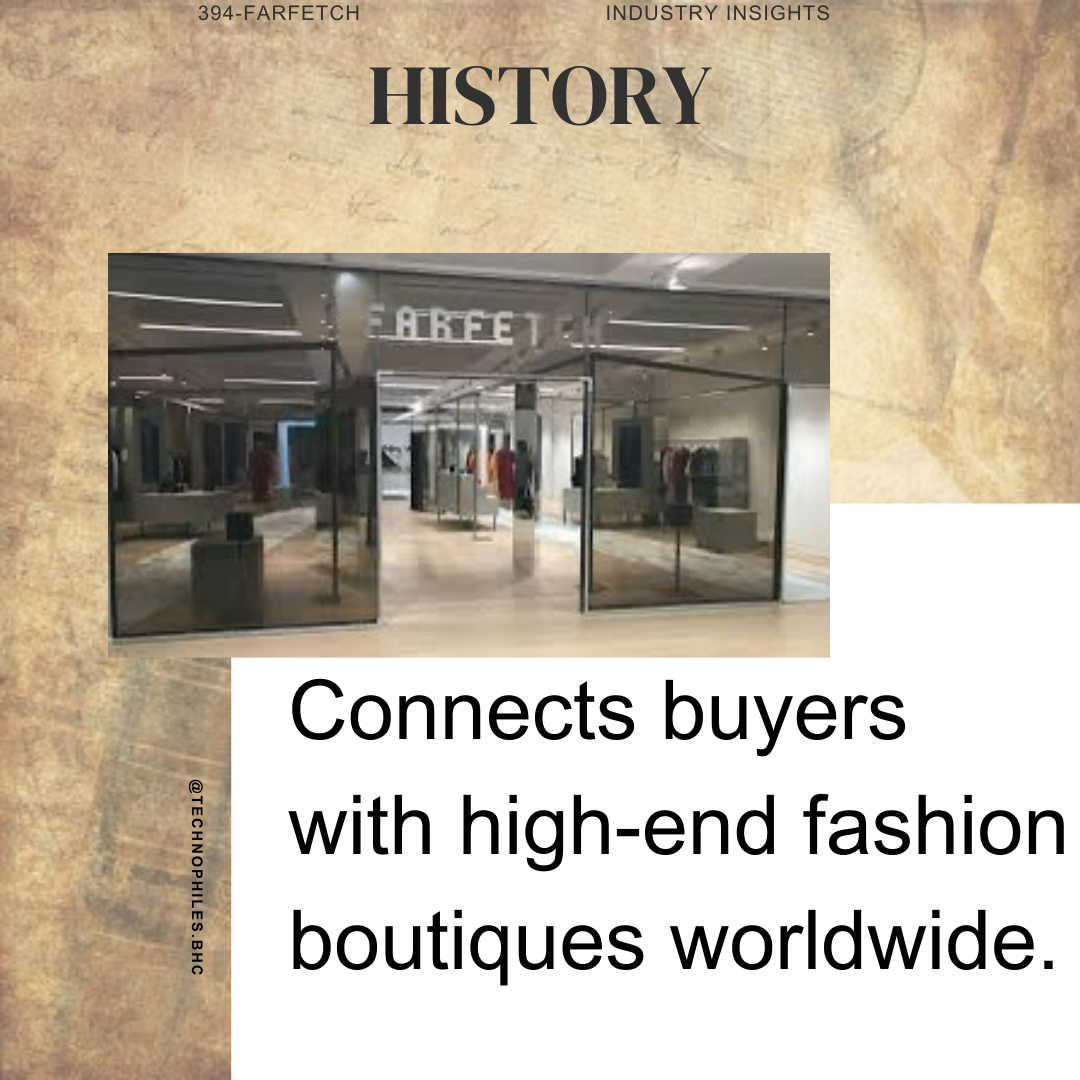 394-FARFETCH
INDUSTRY INSIGHTS
HISTORY
FARFETCH
Connects buyers
with high-end fashion
boutiques worldwide.
@TECHNOPHILES.BHC